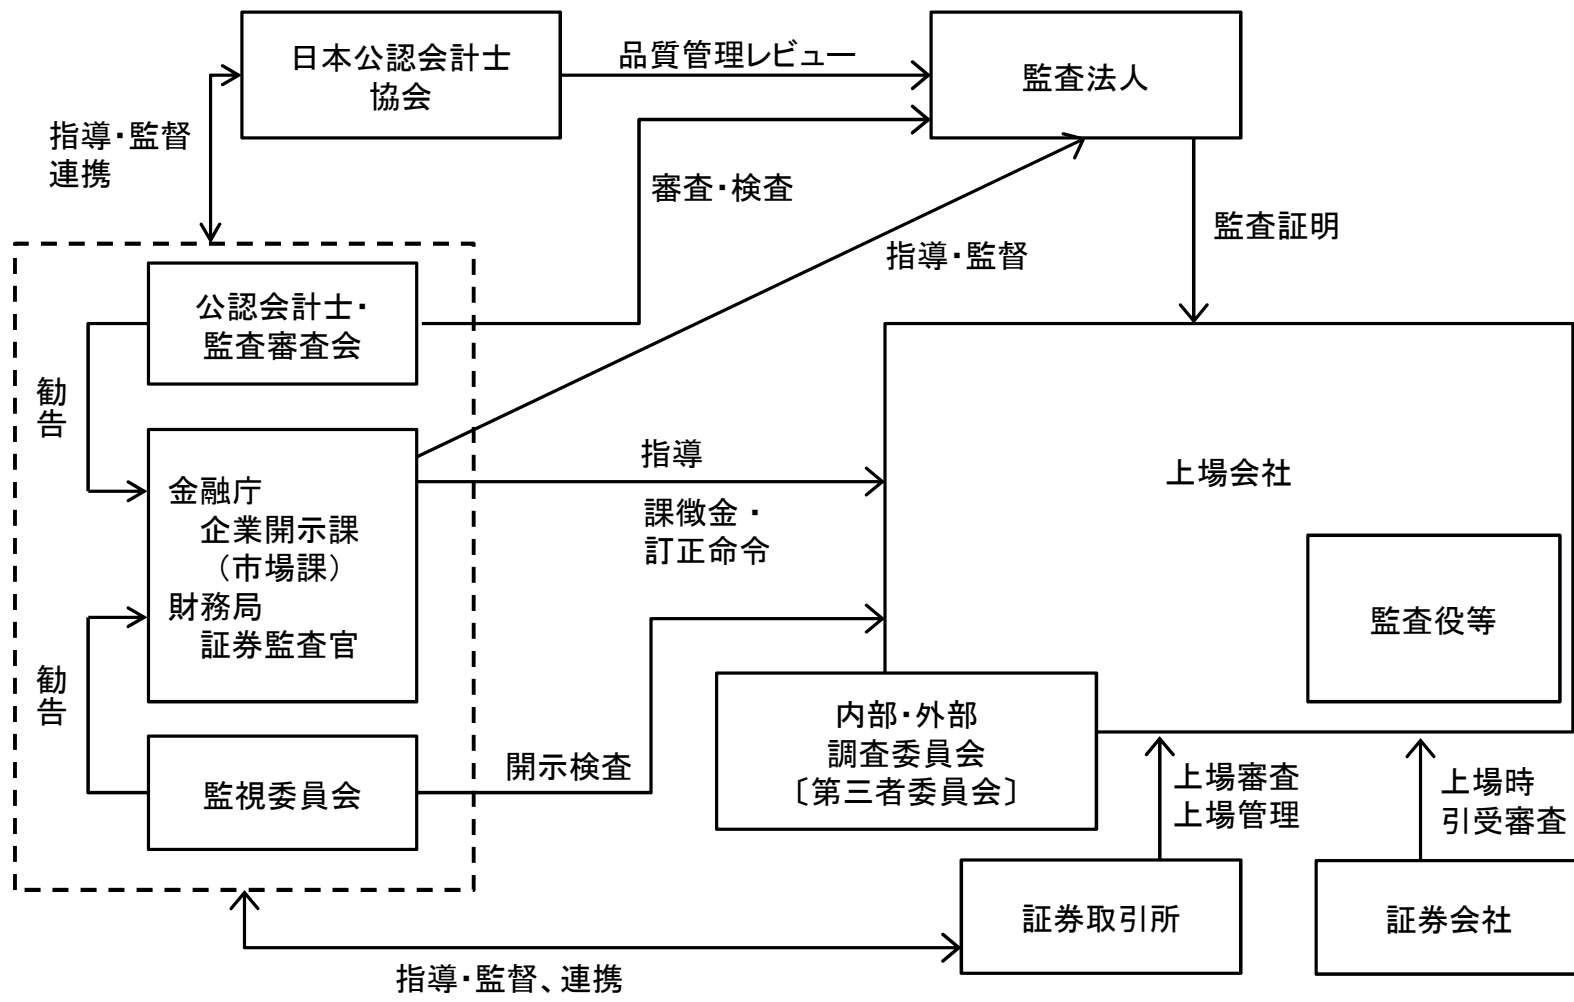 日本公認会計士
協会
品質管理レビュー
監査法人
指導・監督
連携
審査・検査
指導・監督
監査証明
公認会計士・
監査審査会
勧
告
金融庁
企業開示課
（市場課）
財務局
証券監査官
指導
課徴金・
訂正命令
上場会社
監査役等
勧
告
監視委員会
開示検査
内部・外部
調査委員会
〔第三者委員会〕
上場審査
上場管理
上場時
引受審査
証券取引所
証券会社
指導・監督、連携